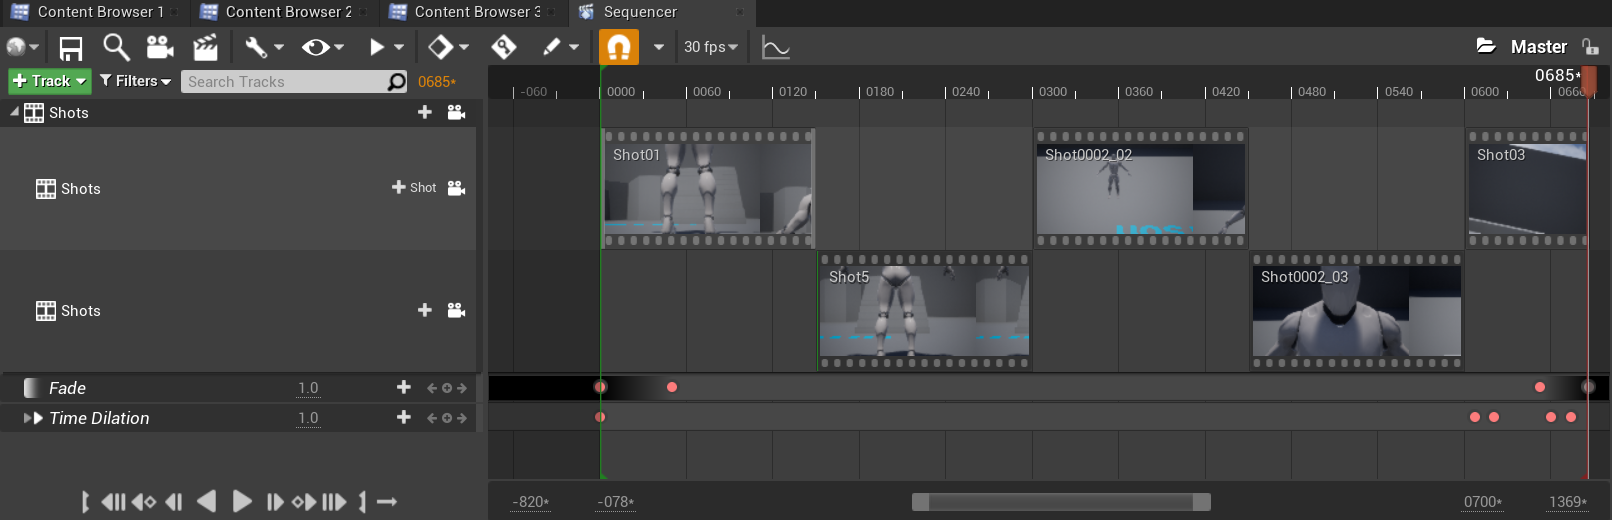 Content Browser 1
Content Browser 2
Content Browser 3
Sequencer
30 fps
Master
Track
Filters
Search Tracks
0685*
0685*
-060
0000
0060
0120
0180
0240
0300
0360
0420
0480
0540
0600
Shots
Shots
Shot
Shot01
Shot0002_02
Shot03
Shots
Shot5
Shot0002_03
Fade
1.0
Time Dilation
1.0
-820*
-078*
0700*
1369*